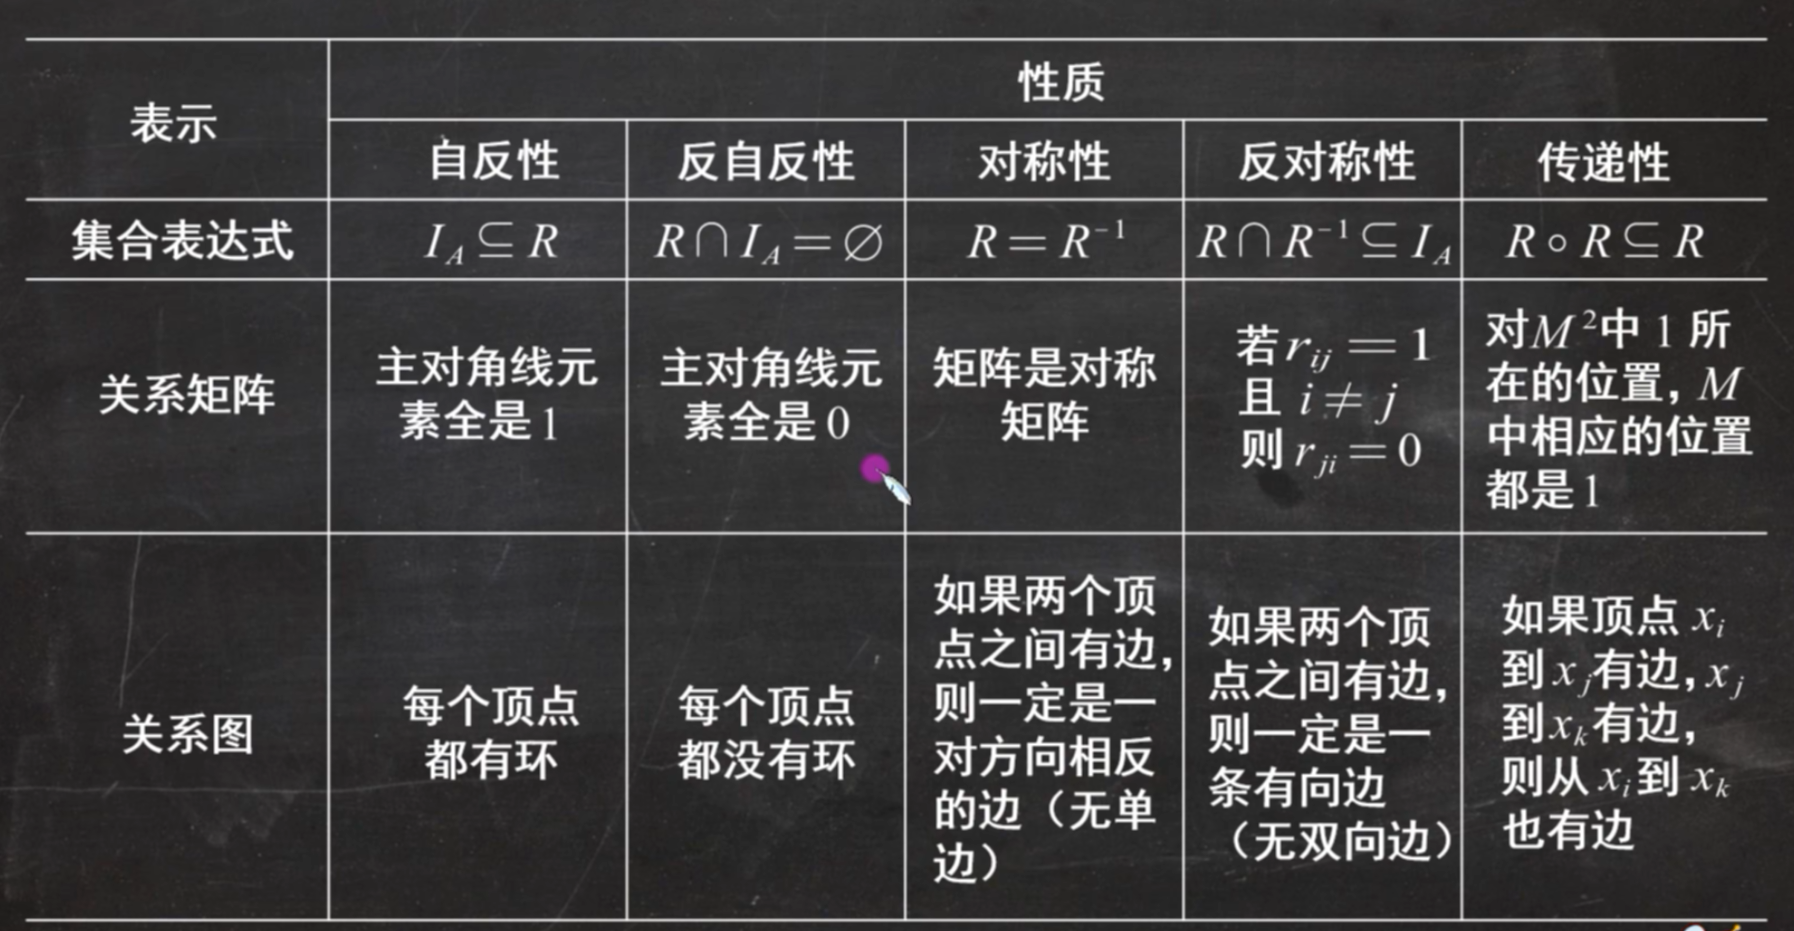 表示
性质
自反性
反自反性
对称性
反对称性
传递性
集合表达式
I_A ⊆ R
R ∩ I_A = ∅
R = R⁻¹
R ∩ R⁻¹ ⊆ I_A
R ∘ R ⊆ R
关系矩阵
主对角线元
素全是1
主对角线元
素全是0
矩阵是对称
矩阵
若 r_{ij} = 1
且 i ≠ j
则 r_{ji} = 0
对M²中 1 所
在的位置，M
中相应的位置
都是1
关系图
每个顶点
都有环
每个顶点
都没有环
如果两个顶
点之间有边，
则一定是一
对方向相反
的边（无单
边）
如果两个顶
点之间有边，
则一定是一
条有向边
（无双向边）
如果顶点 x_i
到 x_j 有边，x_j
到 x_k 有边，
则从 x_i 到 x_k
也有边